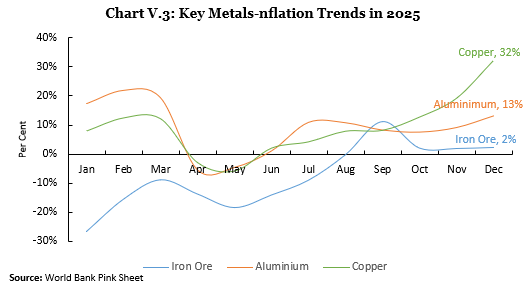 Chart V.3: Key Metals-nflation Trends in 2025
40%
30%
20%
10%
0%
-10%
-20%
-30%
Per Cent
Jan Feb Mar Apr May Jun Jul Aug Sep Oct Nov Dec
Copper, 32%
Aluminimum, 13%
Iron Ore, 2%
Iron Ore Aluminium Copper
Source: World Bank Pink Sheet